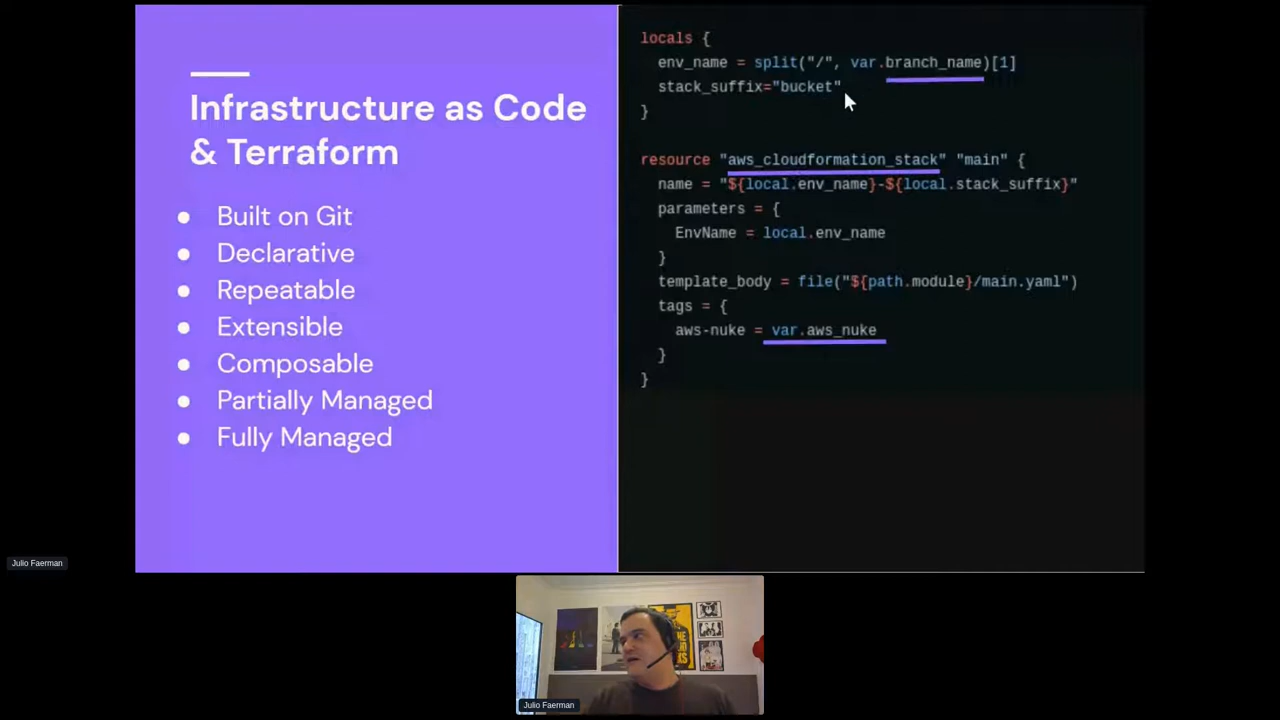 Infrastructure as Code
& Terraform
● Built on Git
● Declarative
● Repeatable
● Extensible
● Composable
● Partially Managed
● Fully Managed
locals {
  env_name = split("/", var.branch_name)[1]
  stack_suffix="bucket"
}
resource "aws_cloudformation_stack" "main" {
  name = "${local.env_name}-${local.stack_suffix}"
  parameters = {
    EnvName = local.env_name
  }
  template_body = file("${path.module}/main.yaml")
  tags = {
    aws-nuke = var.aws_nuke
  }
}
Julio Faerman
Julio Faerman